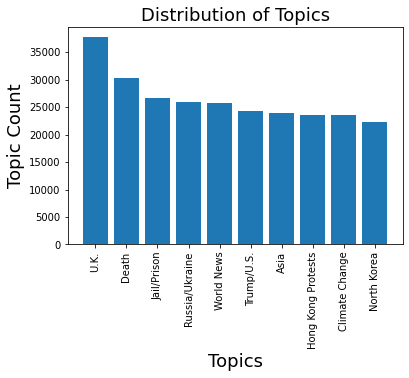 Distribution of Topics
Topic Count
35000
30000
25000
20000
15000
10000
5000
0
U.K.
Death
Jail/Prison
Russia/Ukraine
World News
Trump/U.S.
Asia
Hong Kong Protests
Climate Change
North Korea
Topics